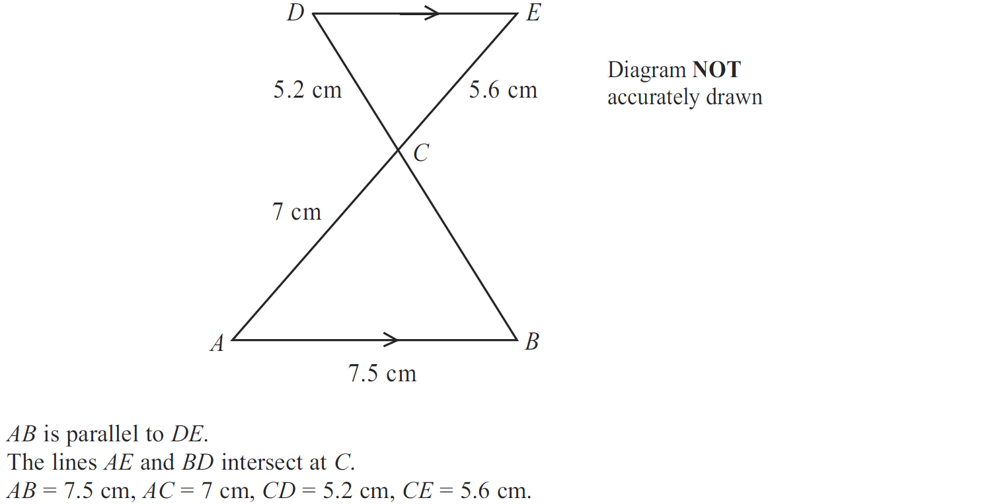 D
E
Diagram NOT
accurately drawn
5.2 cm
5.6 cm
C
7 cm
A
B
7.5 cm
AB is parallel to DE.
The lines AE and BD intersect at C.
AB = 7.5 cm, AC = 7 cm, CD = 5.2 cm, CE = 5.6 cm.